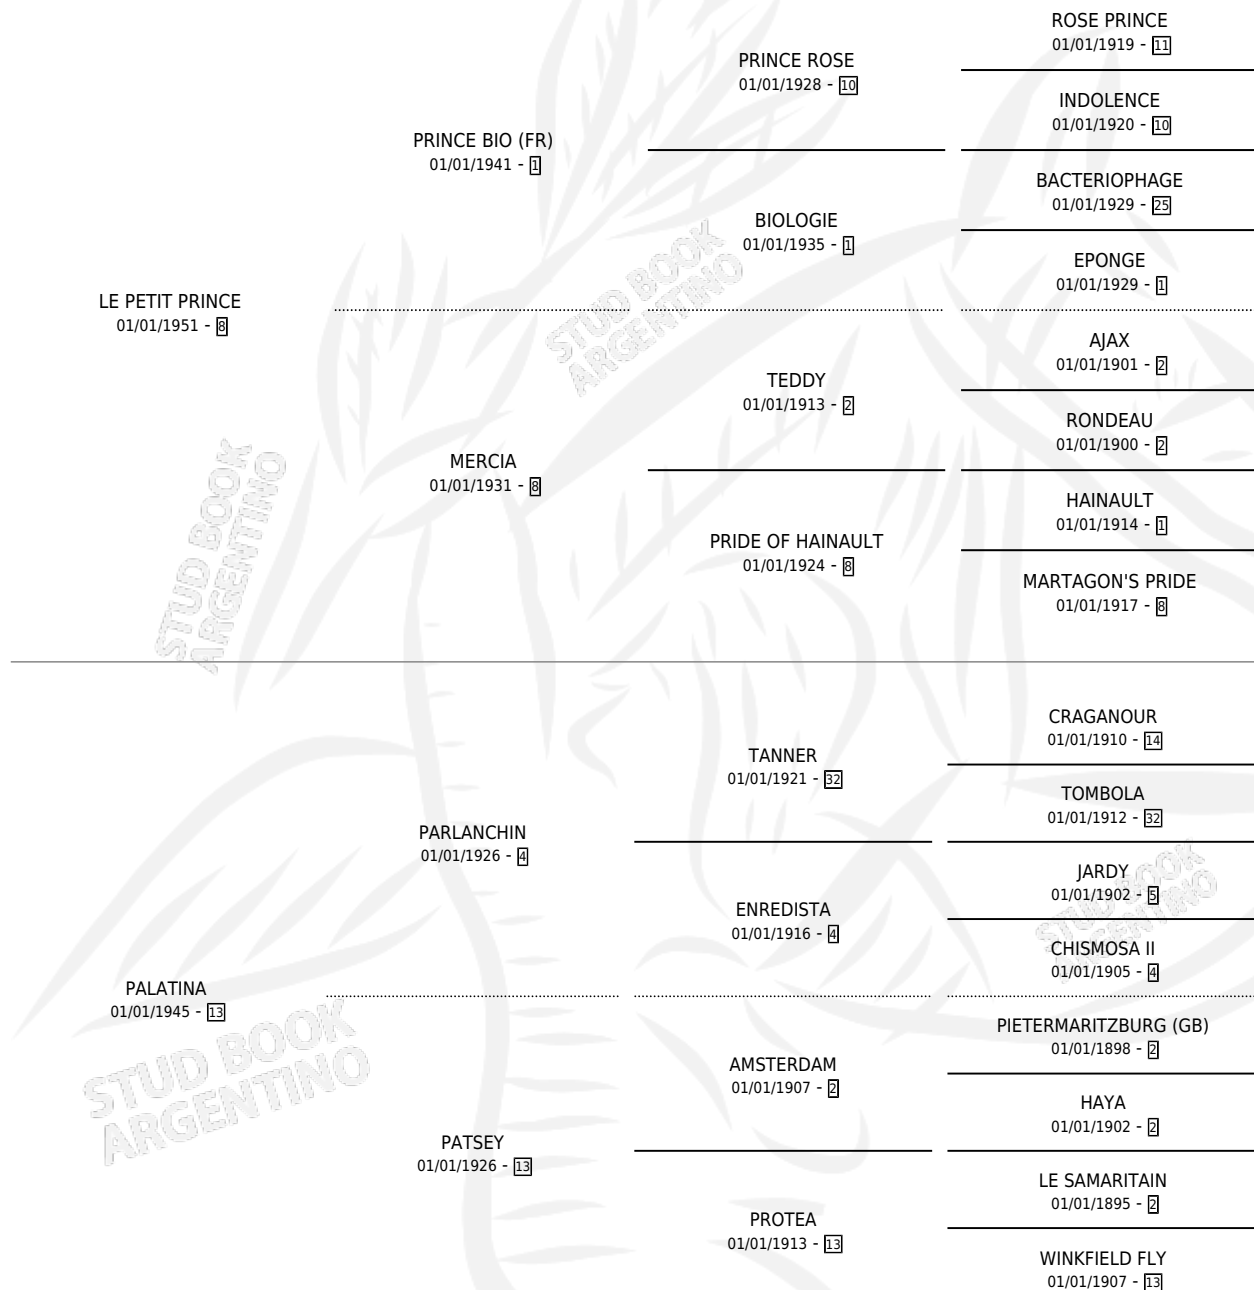 ROSE PRINCE
01/01/1919 - 11
PRINCE ROSE
01/01/1928 - 10
INDOLENCE
01/01/1920 - 10
PRINCE BIO (FR)
01/01/1941 - 1
BACTERIOPHAGE
01/01/1929 - 25
BIOLOGIE
01/01/1935 - 1
EPONGE
01/01/1929 - 1
LE PETIT PRINCE
01/01/1951 - 8
STUD BOOK
ARGENTINO
AJAX
01/01/1901 - 2
TEDDY
01/01/1913 - 2
RONDEAU
01/01/1900 - 2
MERCIA
01/01/1931 - 8
HAINAULT
01/01/1914 - 1
PRIDE OF HAINAULT
01/01/1924 - 8
MARTAGON'S PRIDE
01/01/1917 - 8
STUD BOOK
ARGENTINO
CRAGANOUR
01/01/1910 - 14
TANNER
01/01/1921 - 32
TOMBOLA
01/01/1912 - 32
PARLANCHIN
01/01/1926 - 4
JARDY
01/01/1902 - 5
ENREDISTA
01/01/1916 - 4
STUD BOOK
ARGENTINO
CHISMOSA II
01/01/1905 - 4
PALATINA
01/01/1945 - 13
STUD BOOK
ARGENTINO
PIETERMARITZBURG (GB)
01/01/1898 - 2
AMSTERDAM
01/01/1907 - 2
HAYA
01/01/1902 - 2
PATSEY
01/01/1926 - 13
LE SAMARITAIN
01/01/1895 - 2
PROTEA
01/01/1913 - 13
WINKFIELD FLY
01/01/1907 - 13